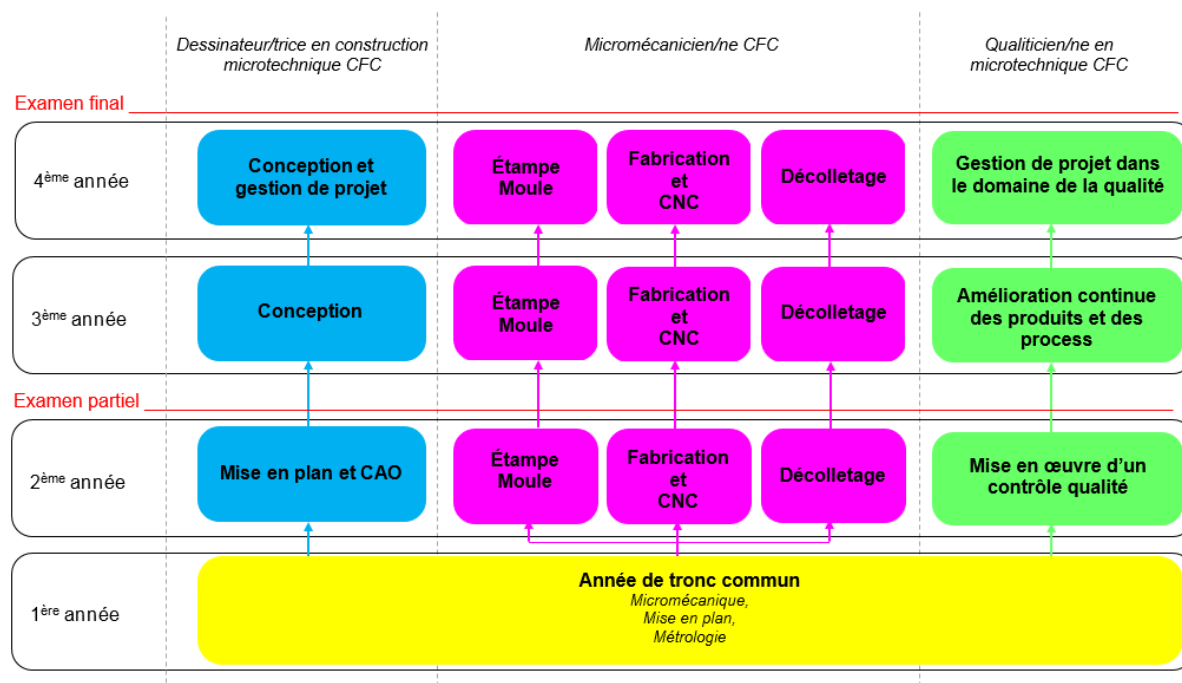 Dessinateur/trice en construction
microtechnique CFC
Micromécanicien/ne CFC
Qualiticien/ne en
microtechnique CFC
Examen final
4ème année
Conception et
gestion de projet
Étampe
Moule
Fabrication
et
CNC
Décolletage
Gestion de projet dans
le domaine de la qualité
3ème année
Conception
Étampe
Moule
Fabrication
et
CNC
Décolletage
Amélioration continue
des produits et des
process
Examen partiel
2ème année
Mise en plan et CAO
Étampe
Moule
Fabrication
et
CNC
Décolletage
Mise en œuvre d’un
contrôle qualité
1ère année
Année de tronc commun
Micromécanique,
Mise en plan,
Métrologie